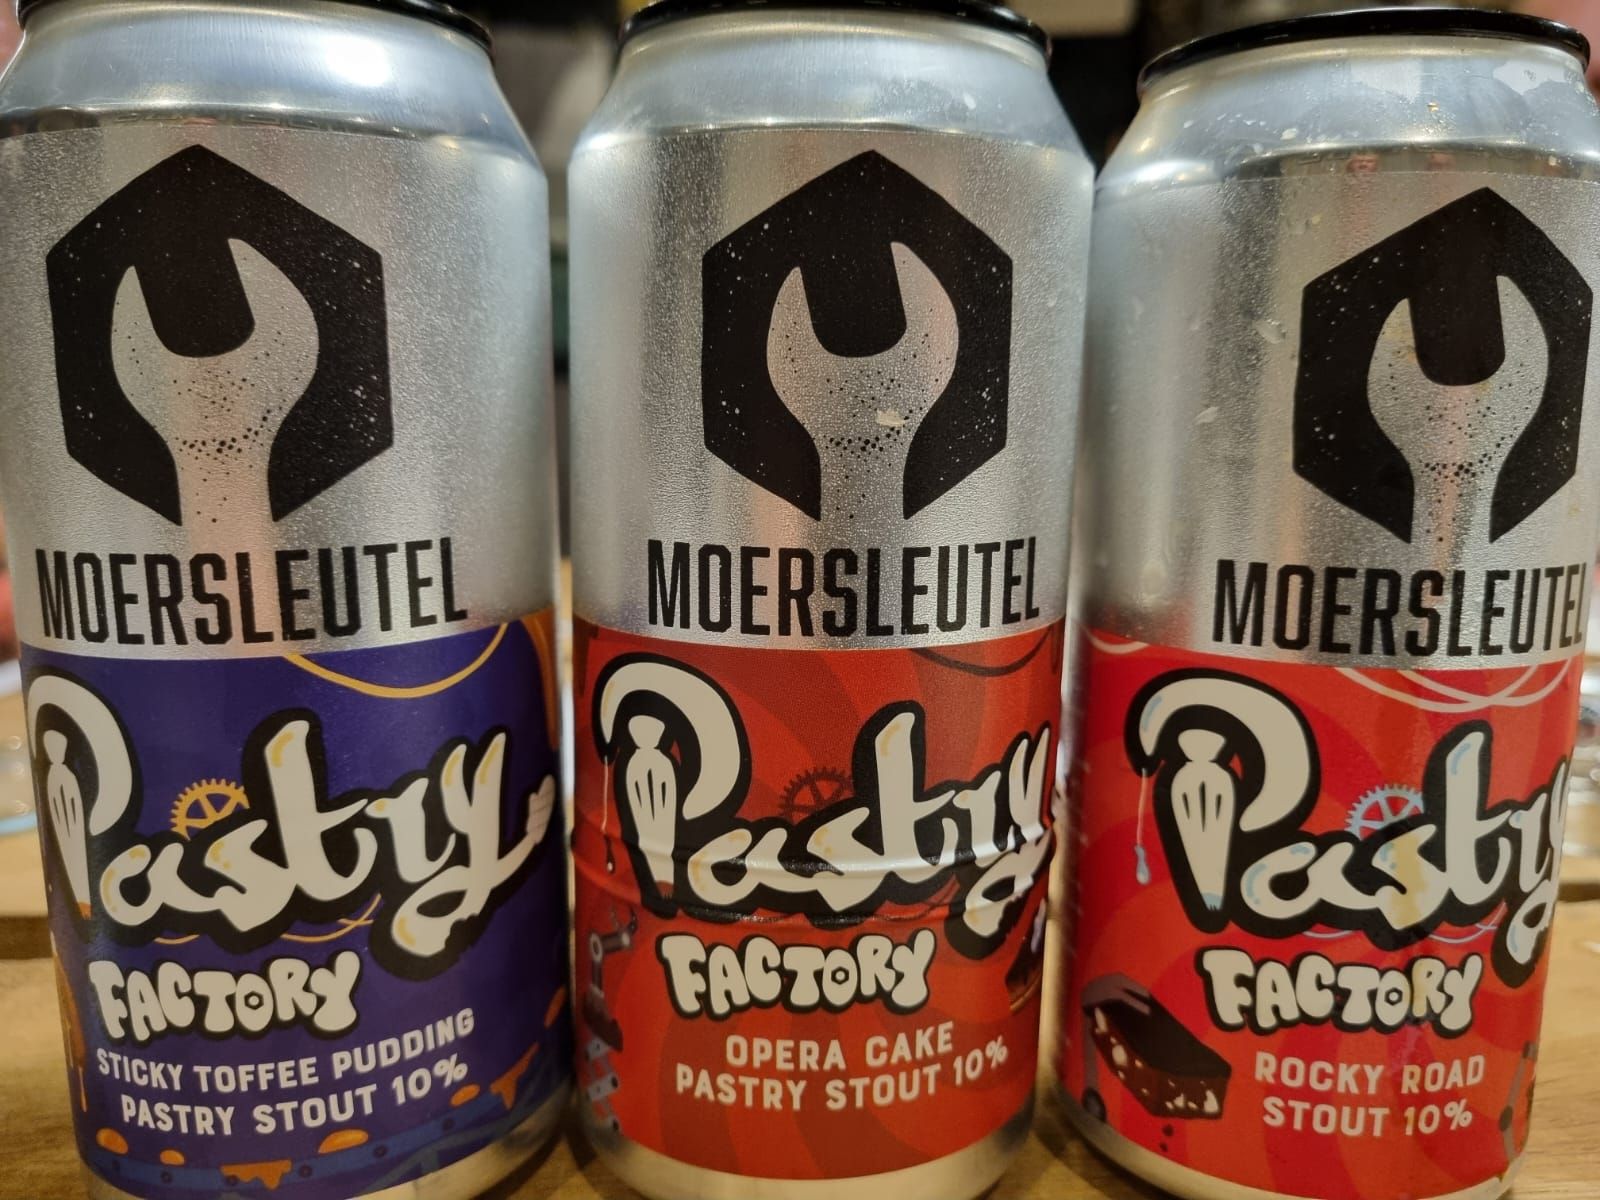 MOERSLEUTEL
Pastry
FACTORY
STICKY TOFFEE PUDDING
PASTRY STOUT 10%
MOERSLEUTEL
Pastry
FACTORY
OPERA CAKE
PASTRY STOUT 10%
MOERSLEUTEL
Pastry
FACTORY
ROCKY ROAD
STOUT 10%